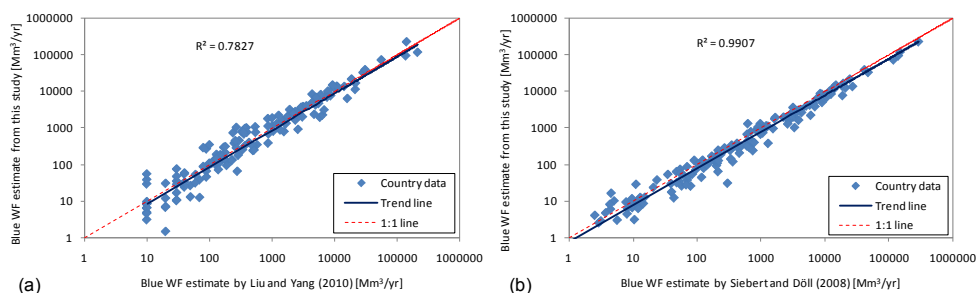 Blue WF estimate from this study [Mm³/yr]
1000000
100000
10000
1000
100
10
1
R² = 0.7827
Country data
Trend line
1:1 line
1 10 100 1000 10000 100000 1000000
(a) Blue WF estimate by Liu and Yang (2010) [Mm³/yr]
Blue WF estimate from this study [Mm³/yr]
1000000
100000
10000
1000
100
10
1
R² = 0.9907
Country data
Trend line
1:1 line
1 10 100 1000 10000 100000 1000000
(b) Blue WF estimate by Siebert and Döll (2008) [Mm³/yr]